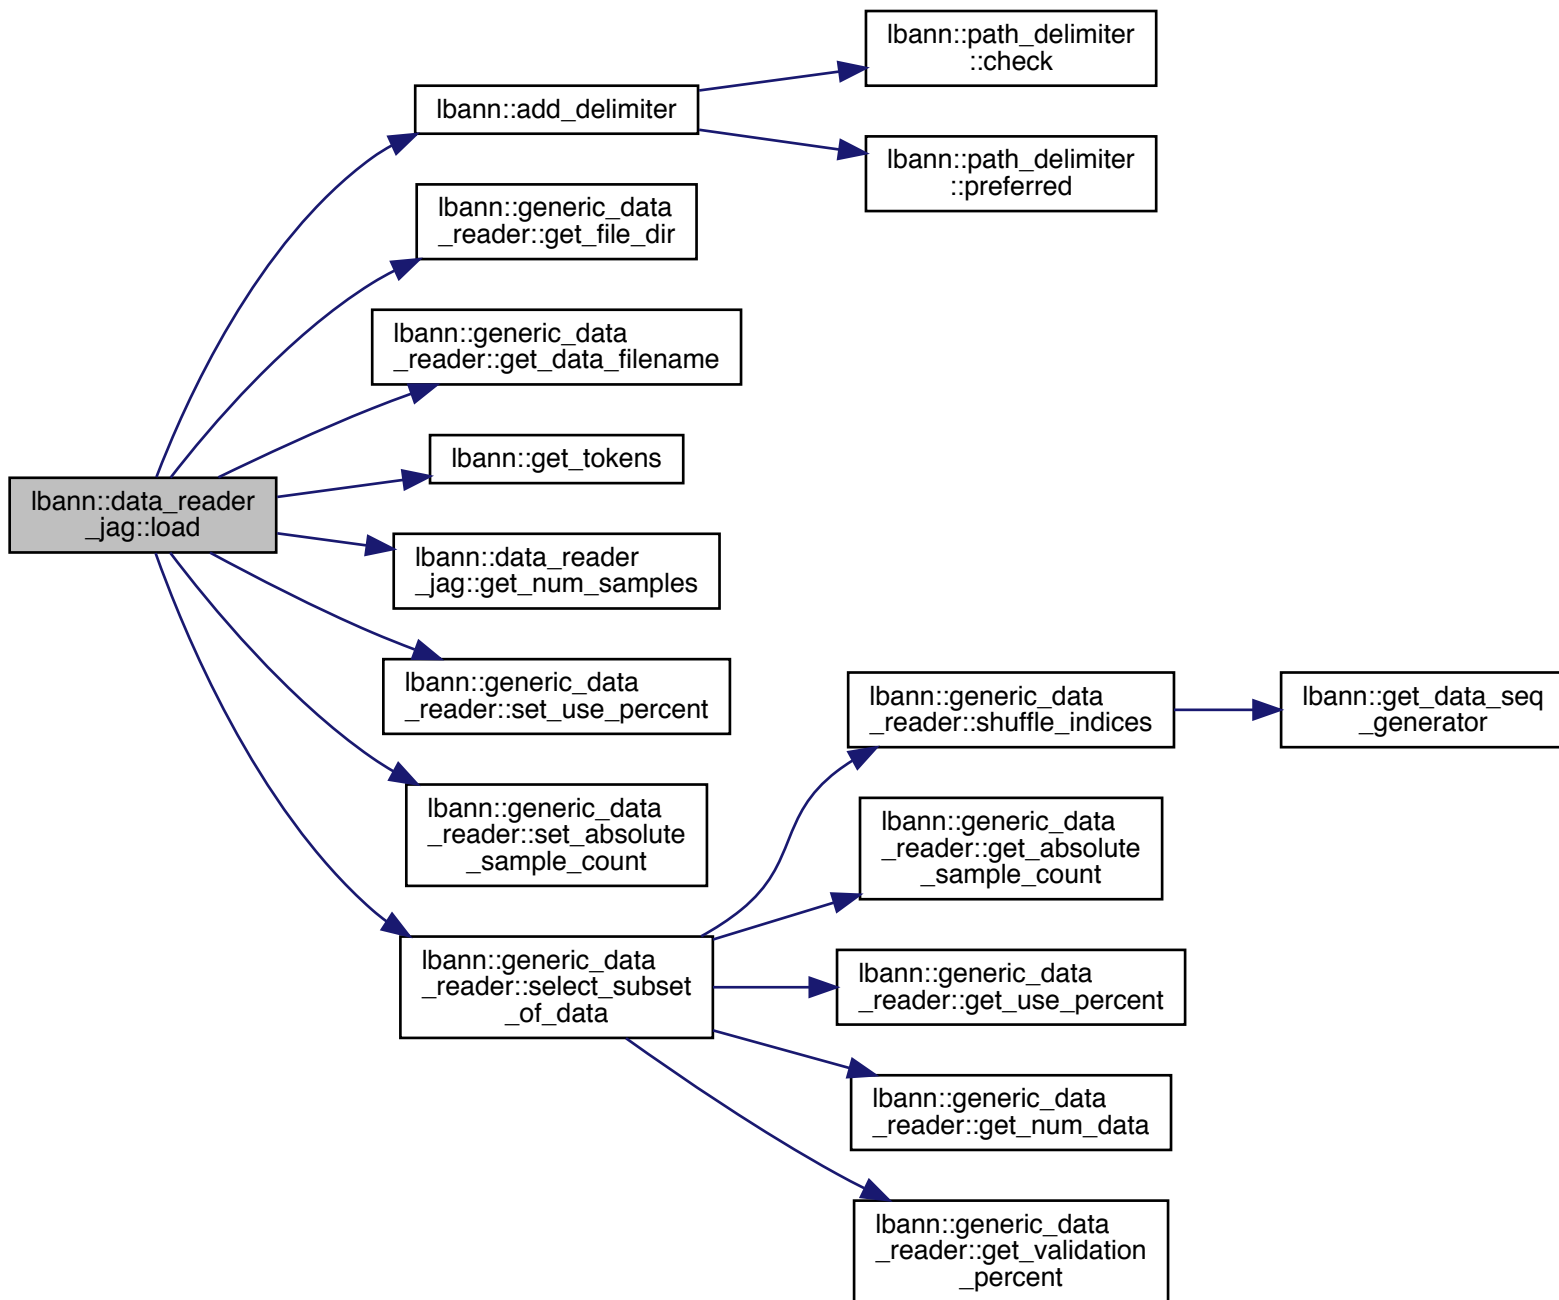 lbann::data_reader
_jag::load
lbann::add_delimiter
lbann::path_delimiter
::check
lbann::path_delimiter
::preferred
lbann::generic_data
_reader::get_file_dir
lbann::generic_data
_reader::get_data_filename
lbann::get_tokens
lbann::data_reader
_jag::get_num_samples
lbann::generic_data
_reader::set_use_percent
lbann::generic_data
_reader::set_absolute
_sample_count
lbann::generic_data
_reader::select_subset
_of_data
lbann::generic_data
_reader::shuffle_indices
lbann::get_data_seq
_generator
lbann::generic_data
_reader::get_absolute
_sample_count
lbann::generic_data
_reader::get_use_percent
lbann::generic_data
_reader::get_num_data
lbann::generic_data
_reader::get_validation
_percent